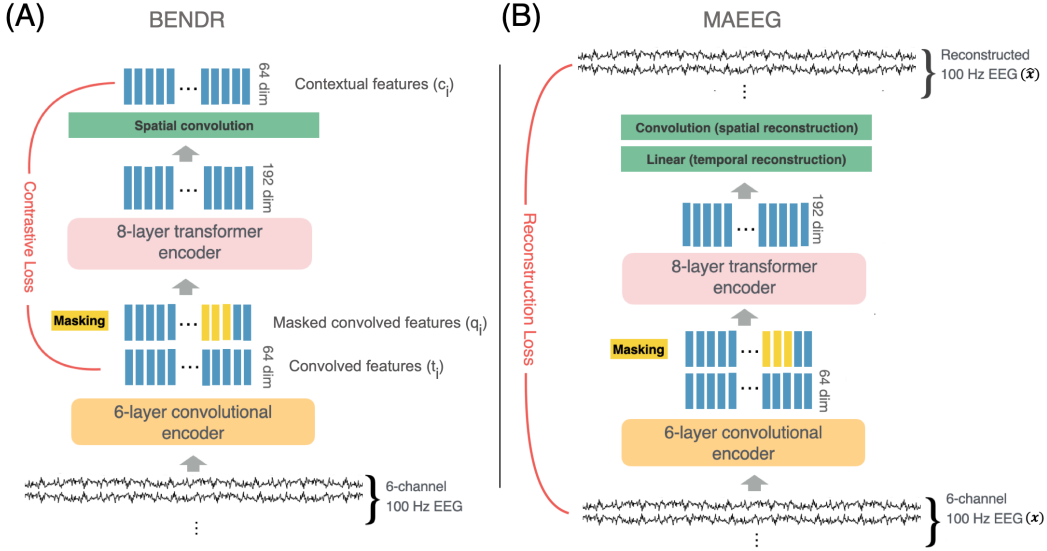 (A)
BENDR
64 dim
Contextual features (ci)
Spatial convolution
192 dim
8-layer transformer
encoder
Contrastive Loss
Masking
Masked convolved features (qi)
64 dim
Convolved features (ti)
6-layer convolutional
encoder
6-channel
100 Hz EEG
(B)
MAEEG
Reconstructed
100 Hz EEG (x̂)
Convolution (spatial reconstruction)
Linear (temporal reconstruction)
192 dim
8-layer transformer
encoder
Reconstruction Loss
Masking
64 dim
6-layer convolutional
encoder
6-channel
100 Hz EEG (x)